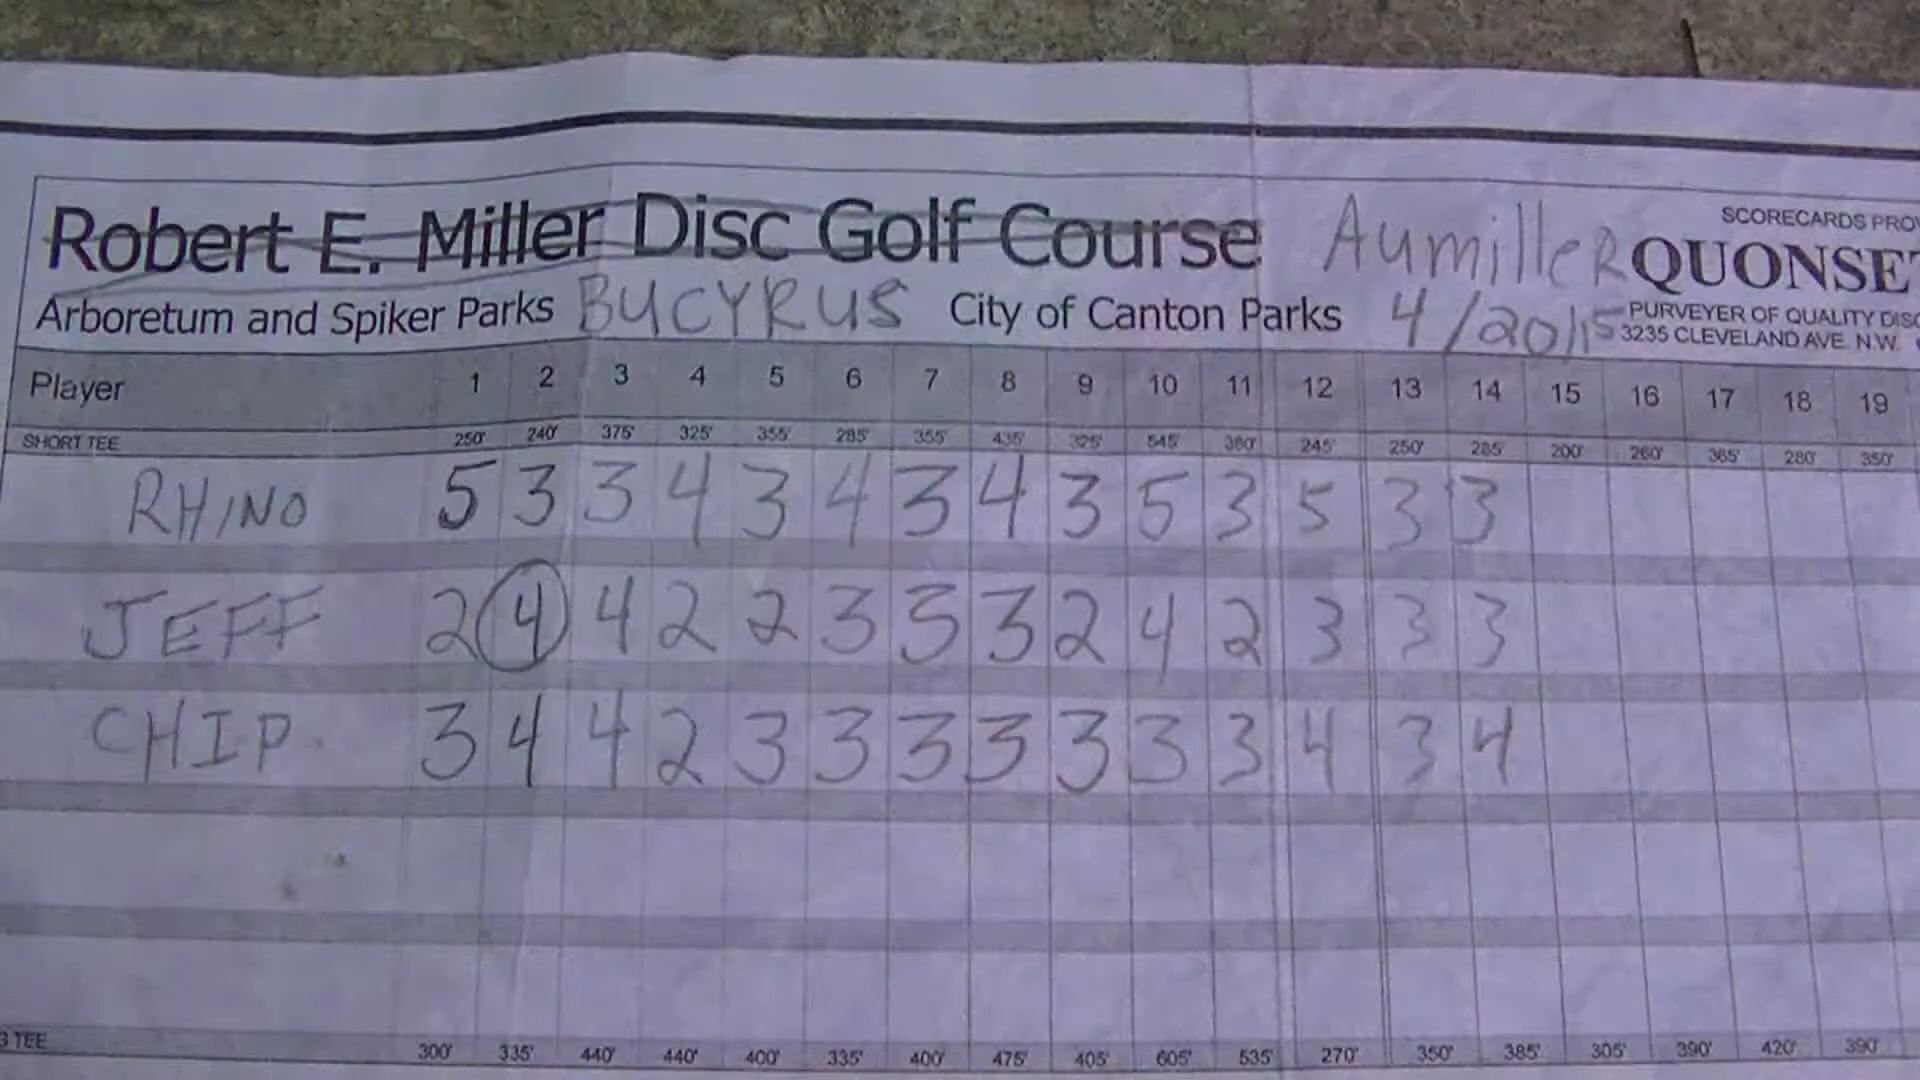 Robert E. Miller Disc Golf Course AumilleR
SCORECARDS PROV
QUONSET
Arboretum and Spiker Parks BUCYRUS City of Canton Parks 4/20/15
PURVEYER OF QUALITY DISC
3235 CLEVELAND AVE. N.W.
Player 1 2 3 4 5 6 7 8 9 10 11 12 13 14 15 16 17 18 19
SHORT TEE 250' 240' 375' 325' 355' 285' 355' 435' 325' 545' 380' 245' 250' 285' 200' 260' 365' 280' 350'
RHINO 5 3 3 4 3 4 3 4 3 5 3 5 3 3
JEFF 2 4 4 2 2 3 3 3 2 4 2 3 3 3
CHIP 3 4 4 2 3 3 3 3 3 3 3 4 3 4
G TEE 300' 335' 440' 440' 400' 335' 400' 475' 405' 605' 535' 270' 350' 385' 305' 390' 420' 390'